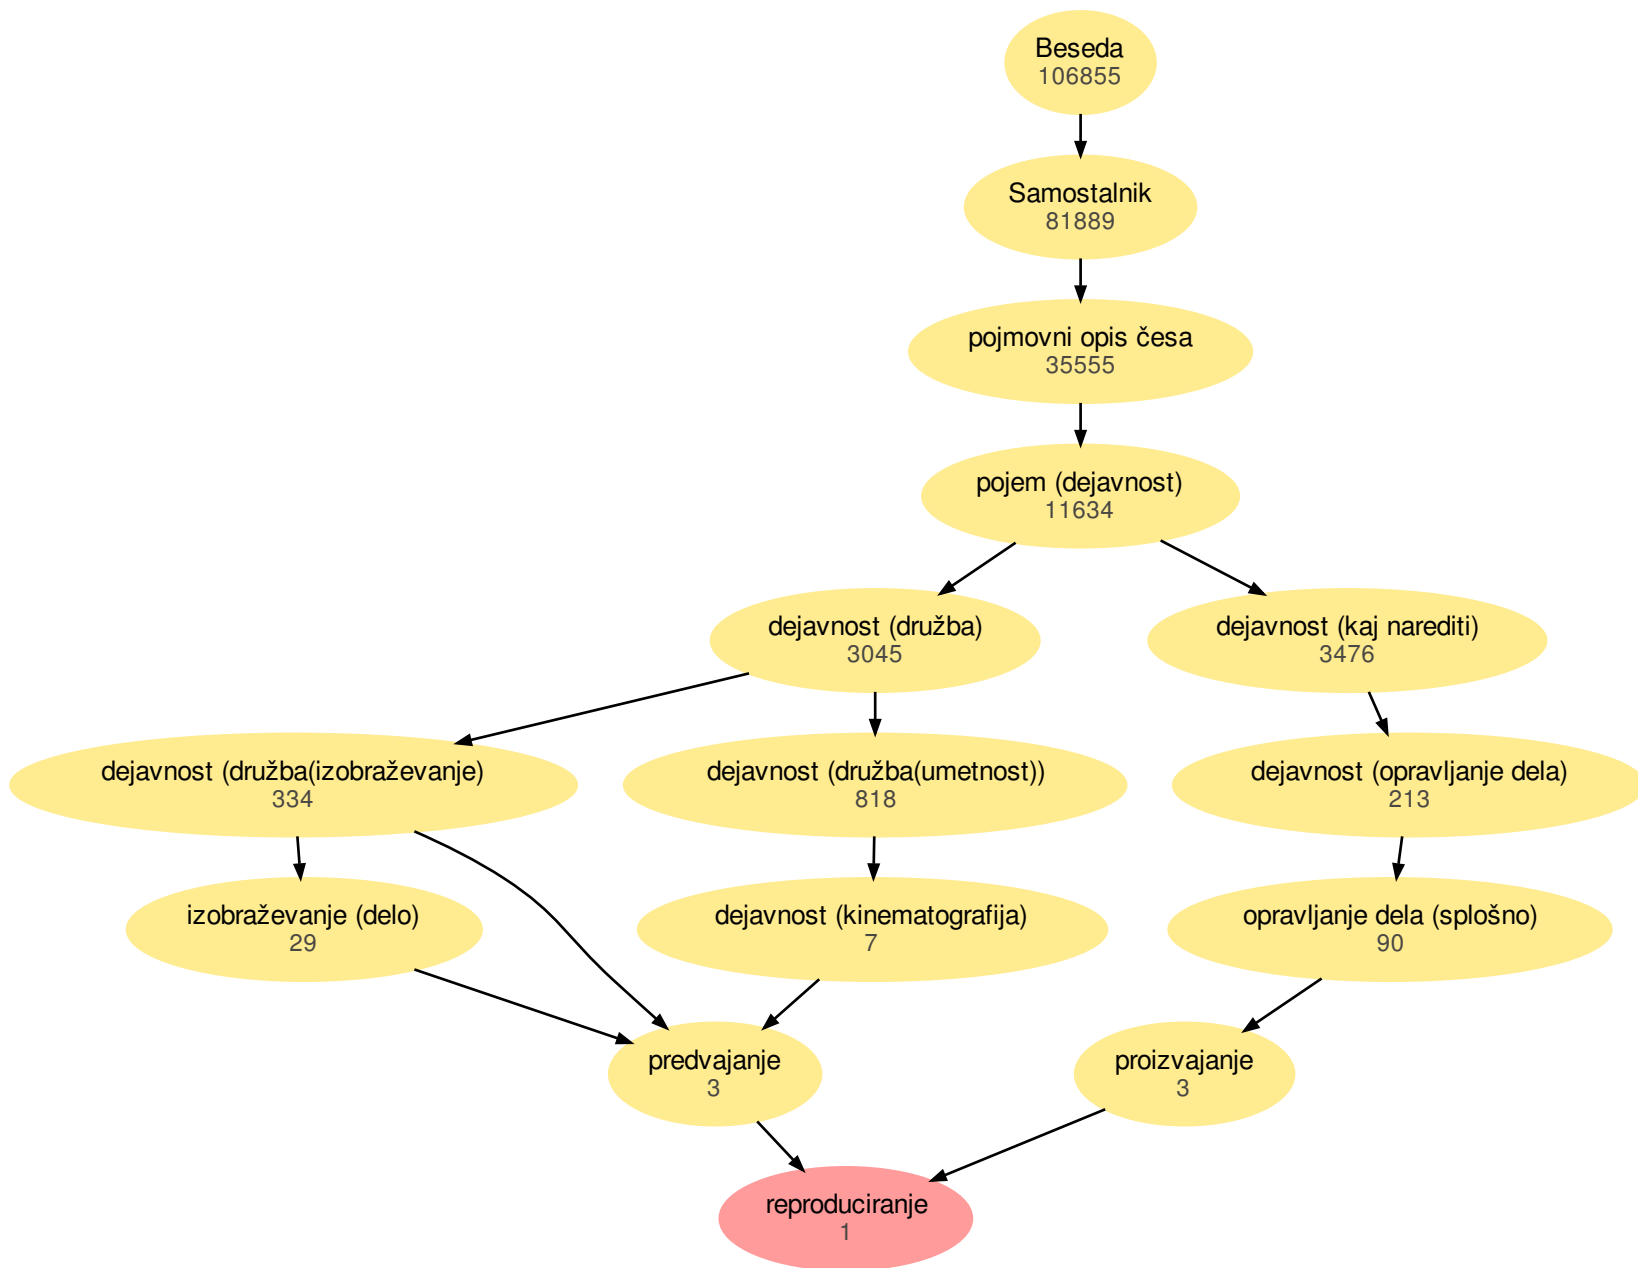 Beseda
106855
Samostalnik
81889
pojmovni opis česa
35555
pojem (dejavnost)
11634
dejavnost (družba)
3045
dejavnost (kaj narediti)
3476
dejavnost (družba(izobraževanje)
334
dejavnost (družba(umetnost))
818
dejavnost (opravljanje dela)
213
izobraževanje (delo)
29
dejavnost (kinematografija)
7
opravljanje dela (splošno)
90
predvajanje
3
proizvajanje
3
reproduciranje
1